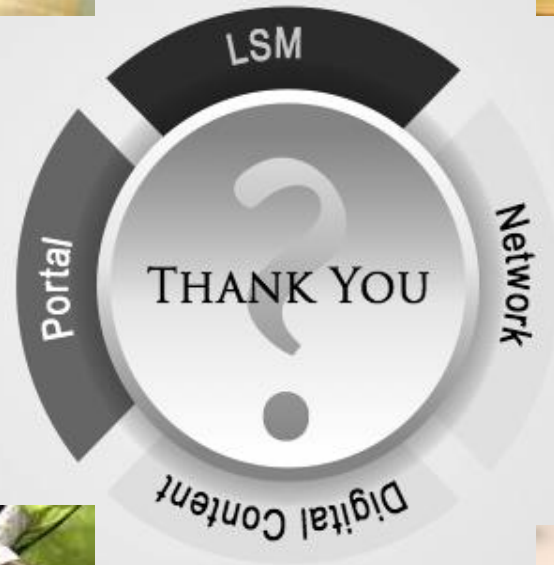 LSM
Portal
THANK YOU
Network
Digital Content
?